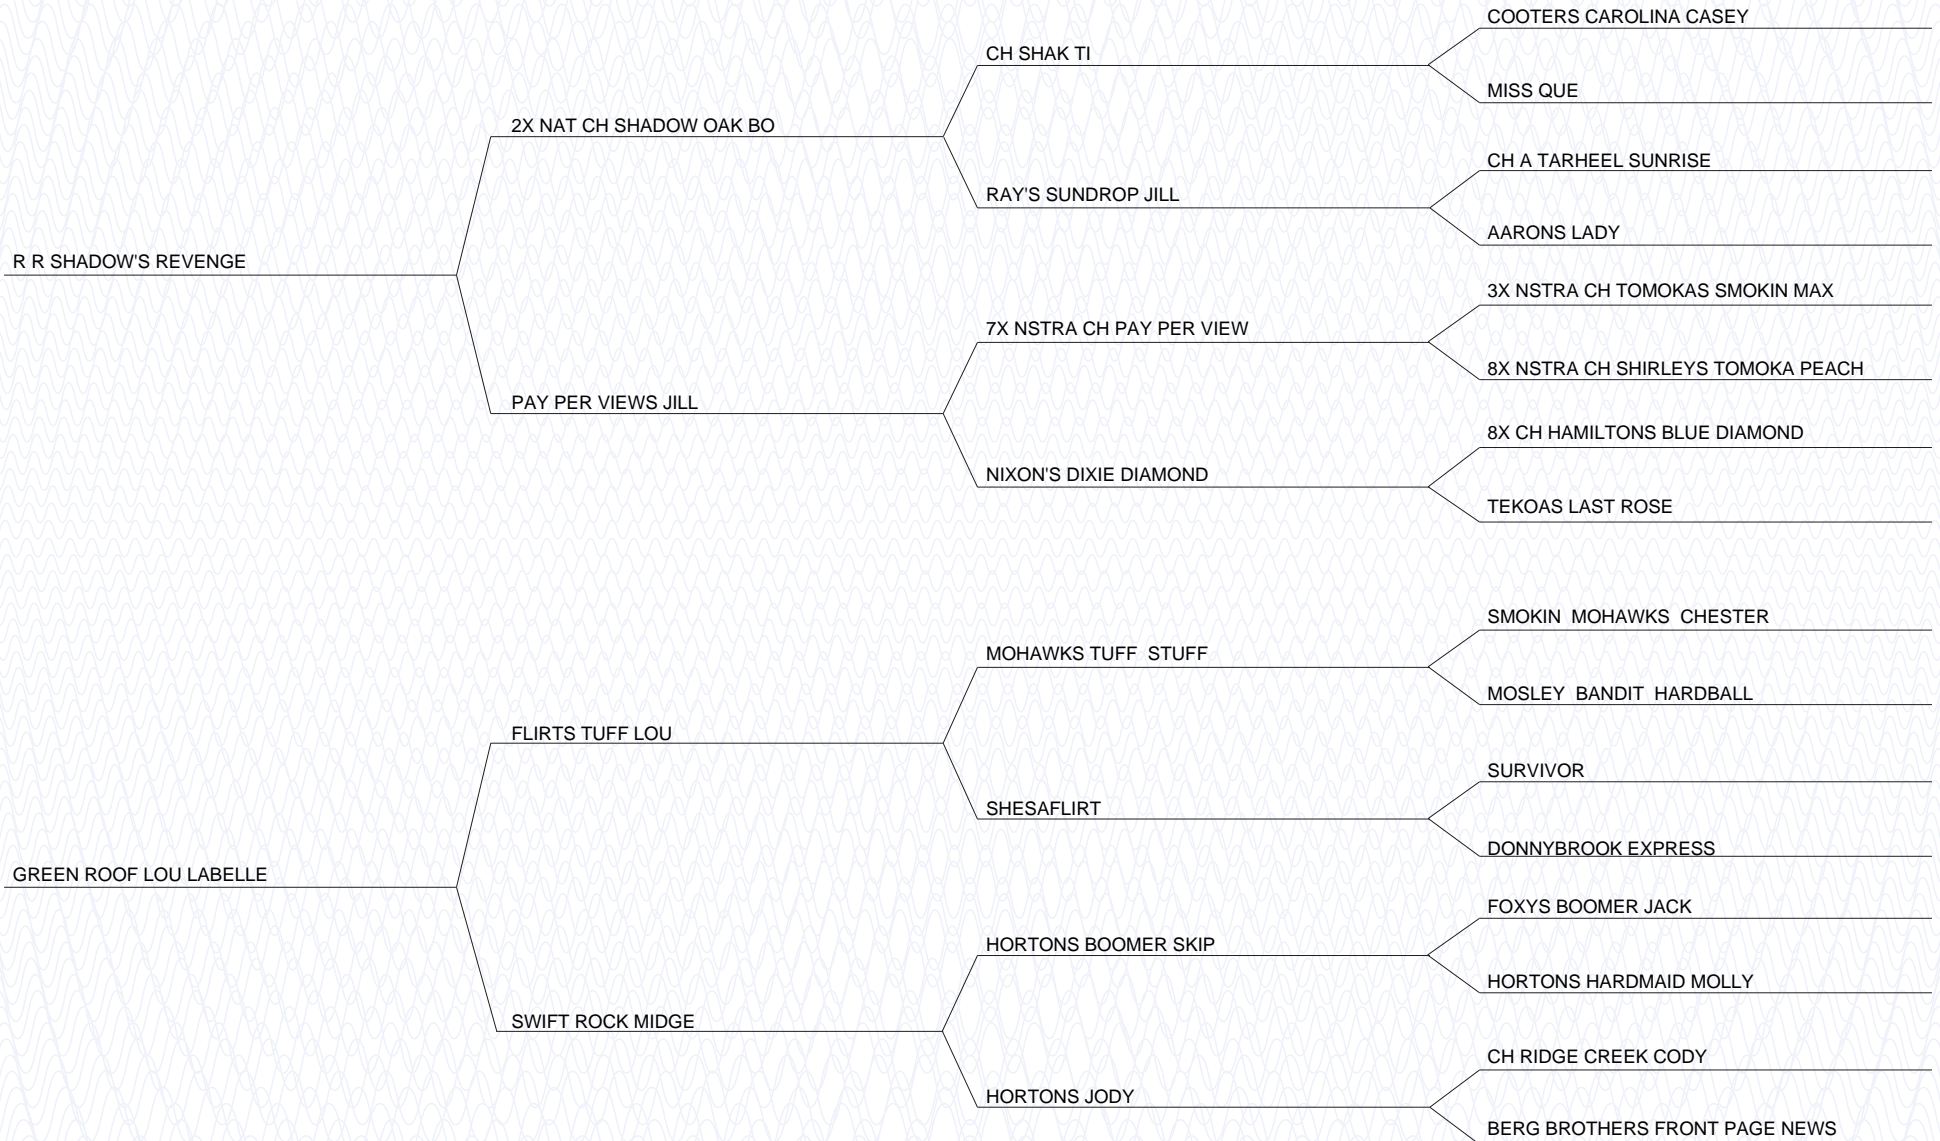 COOTERS CAROLINA CASEY
CH SHAK TI
MISS QUE
2X NAT CH SHADOW OAK BO
CH A TARHEEL SUNRISE
RAY'S SUNDROP JILL
AARONS LADY
R R SHADOW'S REVENGE
3X NSTRA CH TOMOKAS SMOKIN MAX
7X NSTRA CH PAY PER VIEW
8X NSTRA CH SHIRLEYS TOMOKA PEACH
PAY PER VIEWS JILL
8X CH HAMILTONS BLUE DIAMOND
NIXON'S DIXIE DIAMOND
TEKOAS LAST ROSE
SMOKIN  MOHAWKS  CHESTER
MOHAWKS TUFF  STUFF
MOSLEY  BANDIT  HARDBALL
FLIRTS TUFF LOU
SURVIVOR
SHESAFLIRT
DONNYBROOK EXPRESS
GREEN ROOF LOU LABELLE
FOXYS BOOMER JACK
HORTONS BOOMER SKIP
HORTONS HARDMAID MOLLY
SWIFT ROCK MIDGE
CH RIDGE CREEK CODY
HORTONS JODY
BERG BROTHERS FRONT PAGE NEWS